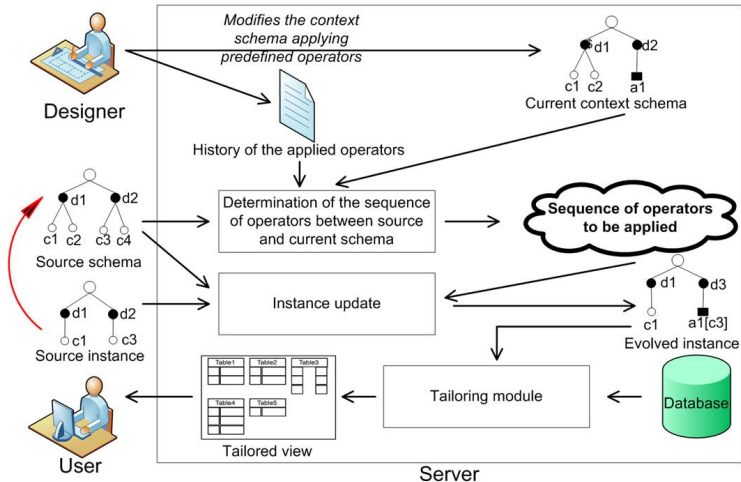 Modifies the context
schema applying
predefined operators
Designer
d1
d2
c1
c2
a1
Current context schema
History of the applied operators
d1
d2
c1
c2
c3
c4
Source schema
Determination of the sequence
of operators between source
and current schema
Sequence of operators
to be applied
d1
d2
c1
c3
Source instance
Instance update
d1
d3
c1
a1[c3]
Evolved instance
User
Table1
Table2
Table3
Table4
Table5
Tailored view
Tailoring module
Database
Server